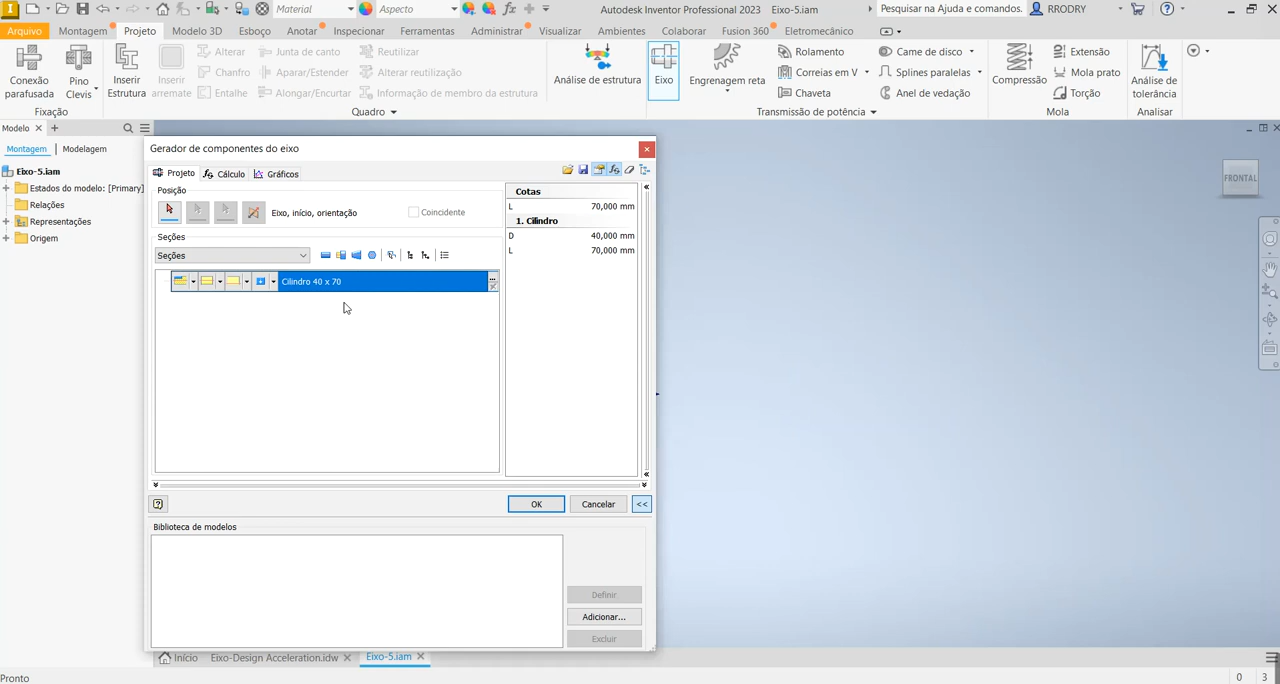 Material
Aspecto
Autodesk Inventor Professional 2023 Eixo-5.iam
Pesquisar na Ajuda e comandos.
RRODRY
Arquivo Montagem Projeto Modelo 3D Esboço Anotar Inspecionar Ferramentas Administrar Visualizar Ambientes Colaborar Fusion 360 Eletromecânico
Conexão parafusada
Pino Clevis
Inserir Estrutura
Inserir arremate
Alterar
Chanfro
Entalhe
Junta de canto
Aparar/Estender
Alongar/Encurtar
Reutilizar
Alterar reutilização
Informação de membro da estrutura
Análise de estrutura
Eixo
Engrenagem reta
Rolamento
Correias em V
Chaveta
Came de disco
Splines paralelas
Anel de vedação
Compressão
Extensão
Mola prato
Torção
Análise de tolerância
Fixação
Quadro
Transmissão de potência
Mola
Analisar
Modelo
Montagem Modelagem
Eixo-5.iam
Estados do modelo: [Primary]
Relações
Representações
Origem
Gerador de componentes do eixo
Projeto Cálculo Gráficos
Posição
Eixo, início, orientação
Coincidente
Seções
Seções
Cilindro 40 x 70
Cotas
L 70,000 mm
1. Cilindro
D 40,000 mm
L 70,000 mm
OK
Cancelar
<<
Biblioteca de modelos
Definir
Adicionar...
Excluir
FRONTAL
Início Eixo-Design Acceleration.idw Eixo-5.iam
Pronto
0 3